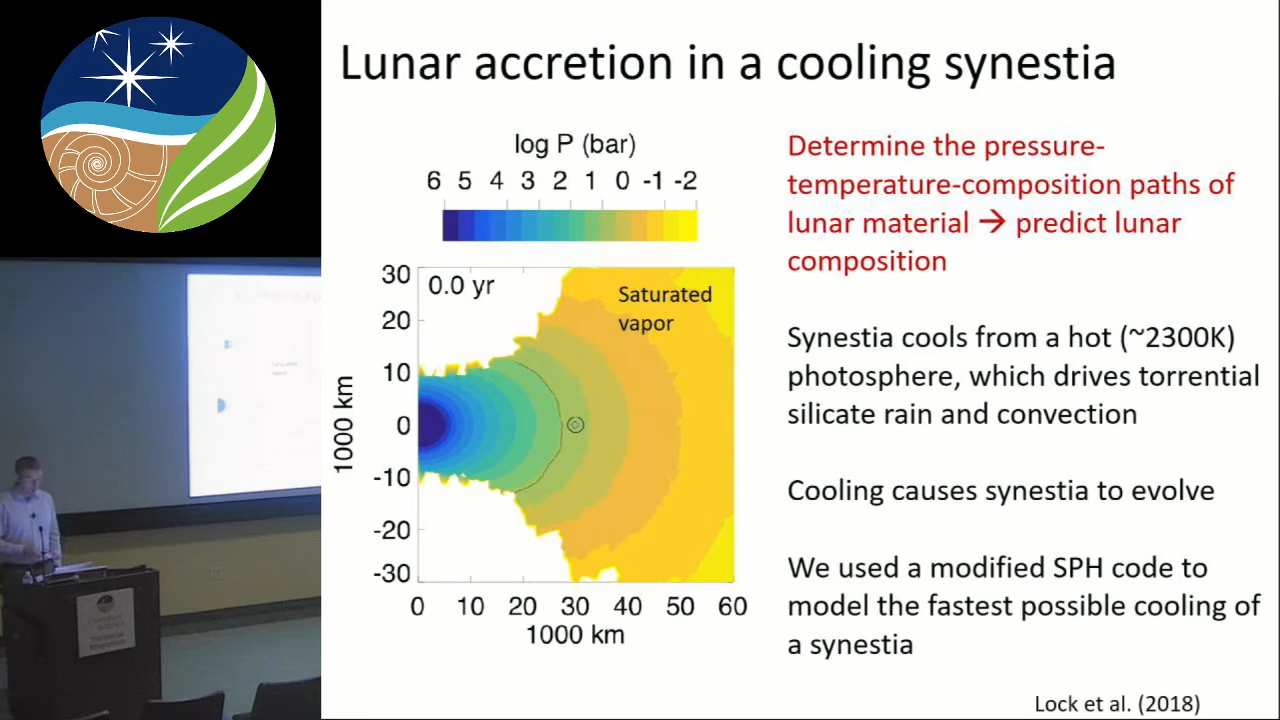 Lunar accretion in a cooling synestia
log P (bar)
6 5 4 3 2 1 0 -1 -2
30
20
10
0
-10
-20
-30
1000 km
0.0 yr
Saturated
vapor
0 10 20 30 40 50 60
1000 km
Determine the pressure-
temperature-composition paths of
lunar material → predict lunar
composition
Synestia cools from a hot (~2300K)
photosphere, which drives torrential
silicate rain and convection
Cooling causes synestia to evolve
We used a modified SPH code to
model the fastest possible cooling of
a synestia
Lock et al. (2018)